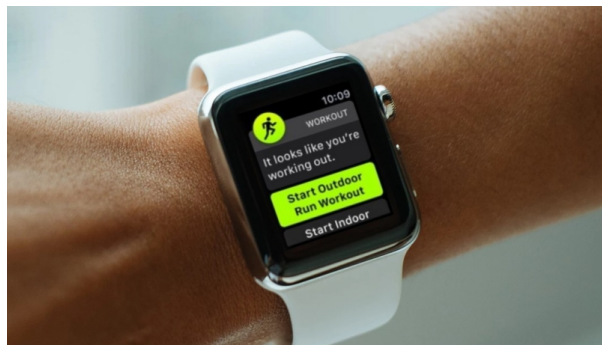 10:09
WORKOUT
It looks like you're
working out.
Start Outdoor
Run Workout
Start Indoor